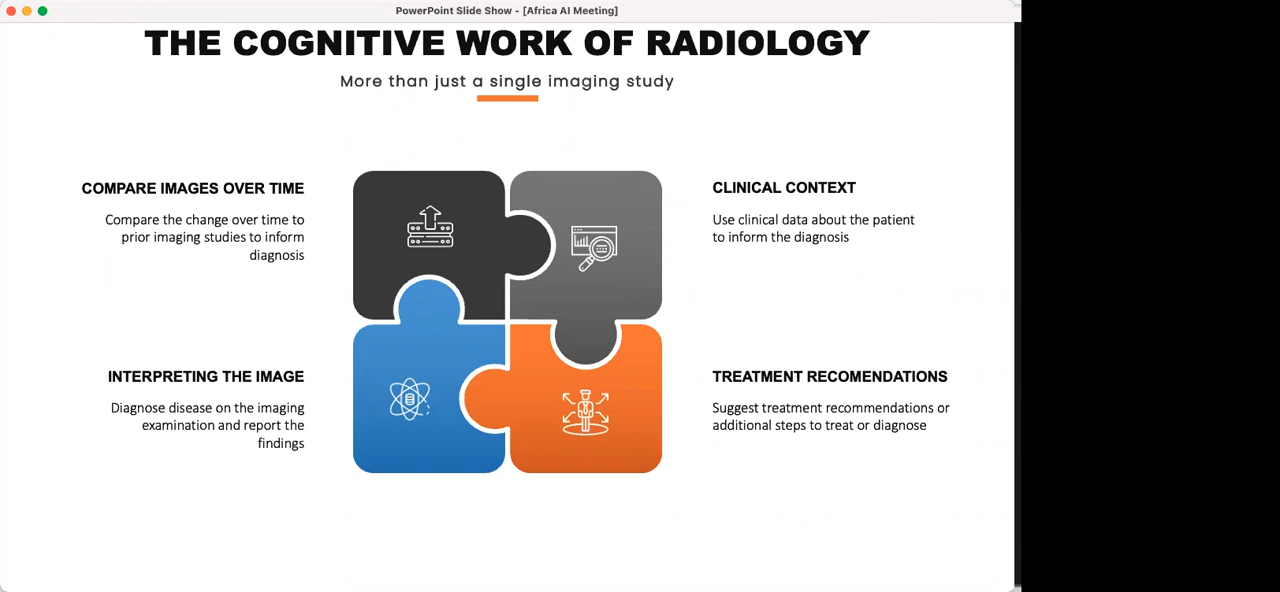 PowerPoint Slide Show - [Africa AI Meeting]
THE COGNITIVE WORK OF RADIOLOGY
More than just a single imaging study
COMPARE IMAGES OVER TIME
Compare the change over time to
prior imaging studies to inform
diagnosis
CLINICAL CONTEXT
Use clinical data about the patient
to inform the diagnosis
INTERPRETING THE IMAGE
Diagnose disease on the imaging
examination and report the
findings
TREATMENT RECOMENDATIONS
Suggest treatment recommendations or
additional steps to treat or diagnose